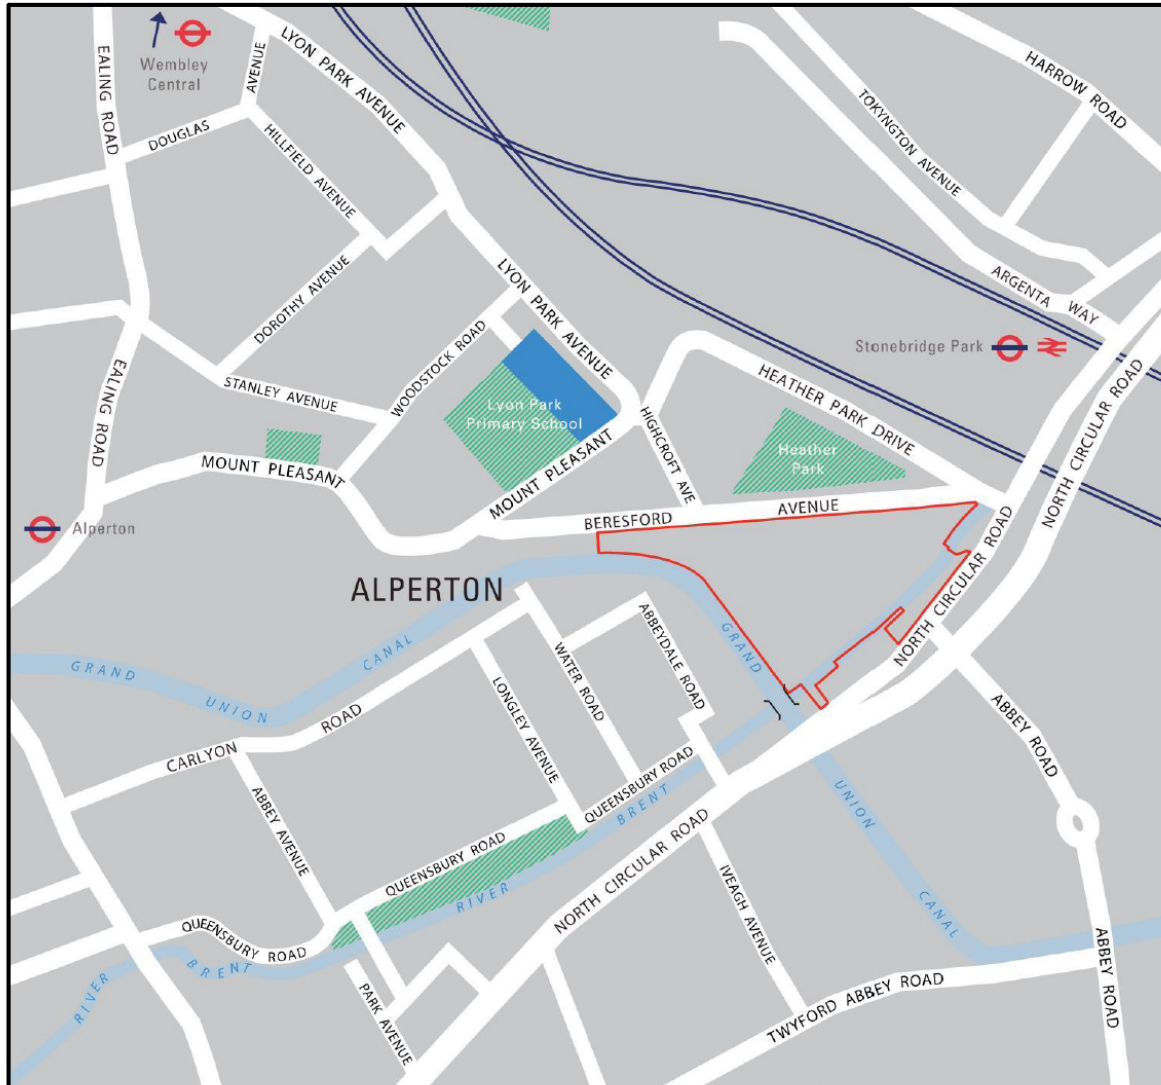 Wembley
Central
EALING ROAD
AVENUE
DOUGLAS
LYON PARK AVENUE
HILLFIELD AVENUE
HARROW ROAD
TOKYNGTON AVENUE
ARGENTA WAY
DOROTHY AVENUE
LYON PARK AVENUE
WOODSTOCK ROAD
Stonebridge Park
EALING ROAD
STANLEY AVENUE
Lyon Park
Primary School
HEATHER PARK DRIVE
HIGHCROFT AVE
Heather
Park
NORTH CIRCULAR ROAD
MOUNT PLEASANT
MOUNT PLEASANT
BERESFORD AVENUE
Alperton
ALPERTON
NORTH CIRCULAR ROAD
GRAND UNION CANAL
GRAND UNION CANAL
WATER ROAD
ABBEYDALE ROAD
LONGLEY AVENUE
ABBEY ROAD
CARLYON ROAD
ABBEY AVENUE
QUEENSBURY ROAD
QUEENSBURY ROAD
RIVER BRENT
NORTH CIRCULAR ROAD
IVEAGH AVENUE
QUEENSBURY ROAD
RIVER BRENT
PARK AVENUE
TWYFORD ABBEY ROAD
ABBEY ROAD